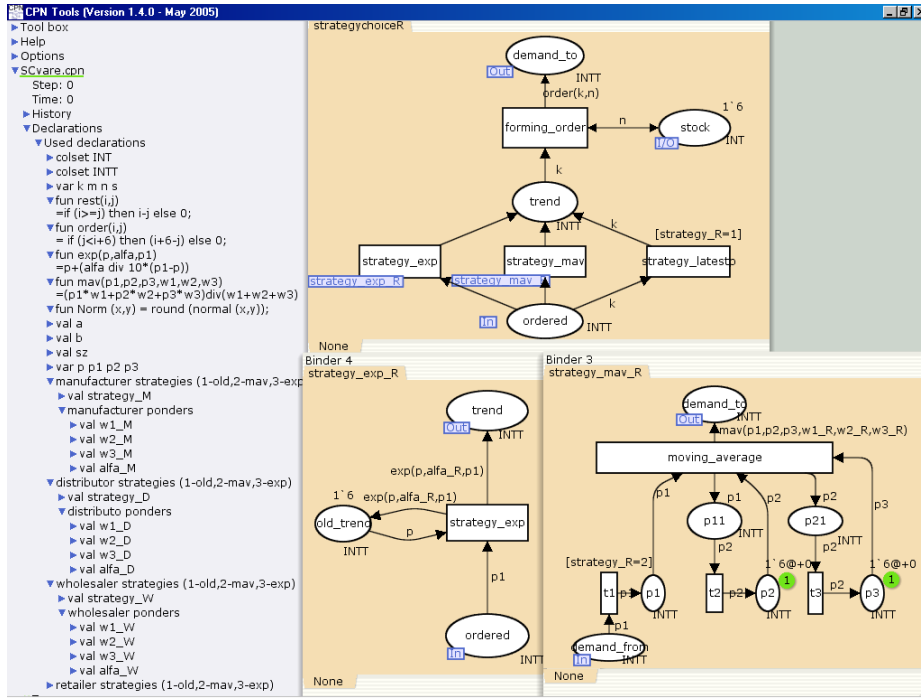 CPN Tools (Version 1.4.0 - May 2005)
Tool box
Help
Options
SCvare.cpn
Step: 0
Time: 0
History
Declarations
Used declarations
colset INT
colset INTT
var k m n s
fun rest(i,j)
=if (i>=j) then i-j else 0;
fun order(i,j)
= if (j<i+6) then (i+6-j) else 0;
fun exp(p,alfa,p1)
=p+(alfa div 10*(p1-p))
fun mav(p1,p2,p3,w1,w2,w3)
=(p1*w1+p2*w2+p3*w3)div(w1+w2+w3)
fun Norm (x,y) = round (normal (x,y));
val a
val b
val sz
var p p1 p2 p3
manufacturer strategies (1-old,2-mav,3-exp
val strategy_M
manufacturer ponders
val w1_M
val w2_M
val w3_M
val alfa_M
distributor strategies (1-old,2-mav,3-exp)
val strategy_D
distributo ponders
val w1_D
val w2_D
val w3_D
val alfa_D
wholesaler strategies (1-old,2-mav,3-exp)
val strategy_W
wholesaler ponders
val w1_W
val w2_W
val w3_W
val alfa_W
retailer strategies (1-old,2-mav,3-exp)
strategychoiceR
demand_to
Out
INTT
order(k,n)
forming_order
n
stock
1`6
I/O
INT
k
trend
INTT
k
[strategy_R=1]
strategy_exp
strategy_mav
strategy_latestp
strategy_exp_R
strategy_mav_R
k
In
ordered
INTT
None
Binder 4
strategy_exp_R
trend
Out
INTT
exp(p,alfa_R,p1)
1`6
exp(p,alfa_R,p1)
old_trend
p
strategy_exp
INTT
p1
ordered
In
INTT
None
Binder 3
strategy_mav_R
demand_to
Out
INTT
mav(p1,p2,p3,w1_R,w2_R,w3_R)
moving_average
p1
p1
p2
p2
p3
p11
INTT
p21
INTT
p2
p2
[strategy_R=2]
1`6@+0
1
1`6@+0
1
t1
p1
p1
t2
p2
p2
t3
p2
p3
INTT
INTT
INTT
p1
demand_from
In
INTT
None